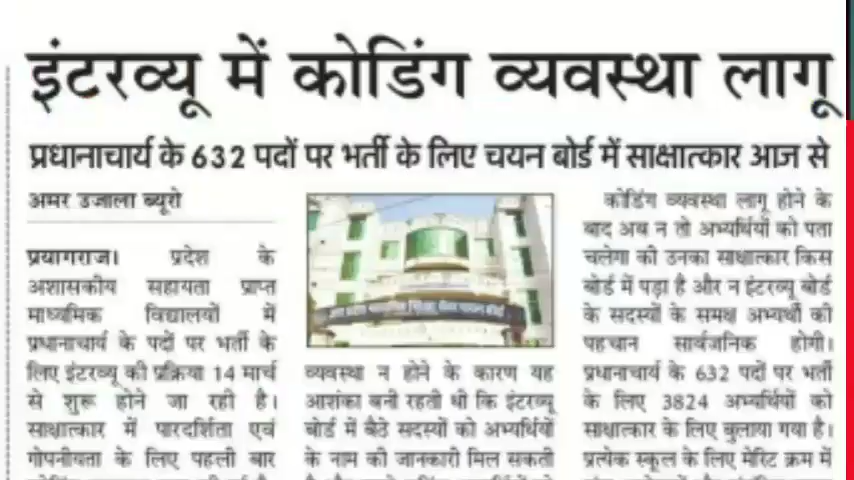 इंटरव्यू में कोडिंग व्यवस्था लागू
प्रधानाचार्य के 632 पदों पर भर्ती के लिए चयन बोर्ड में साक्षात्कार आज से
अमर उजाला ब्यूरो
प्रयागराज। प्रदेश के
अशासकीय सहायता प्राप्त
माध्यमिक विद्यालयों में
प्रधानाचार्य के पदों पर भर्ती के
लिए इंटरव्यू की प्रक्रिया 14 मार्च
से शुरू होने जा रही है।
साक्षात्कार में पारदर्शिता एवं
गोपनीयता के लिए पहली बार
व्यवस्था न होने के कारण यह
आशंका बनी रहती थी कि इंटरव्यू
बोर्ड में बैठे सदस्यों को अभ्यर्थियों
के नाम की जानकारी मिल सकती
कोडिंग व्यवस्था लागू होने के
बाद अब न तो अभ्यर्थियों को पता
चलेगा की उनका साक्षात्कार किस
बोर्ड में पड़ा है और न इंटरव्यू बोर्ड
के सदस्यों के समक्ष अभ्यर्थी की
पहचान सार्वजनिक होगी।
प्रधानाचार्य के 632 पदों पर भर्ती
के लिए 3824 अभ्यर्थियों को
साक्षात्कार के लिए बुलाया गया है।
प्रत्येक स्कूल के लिए मेरिट क्रम में